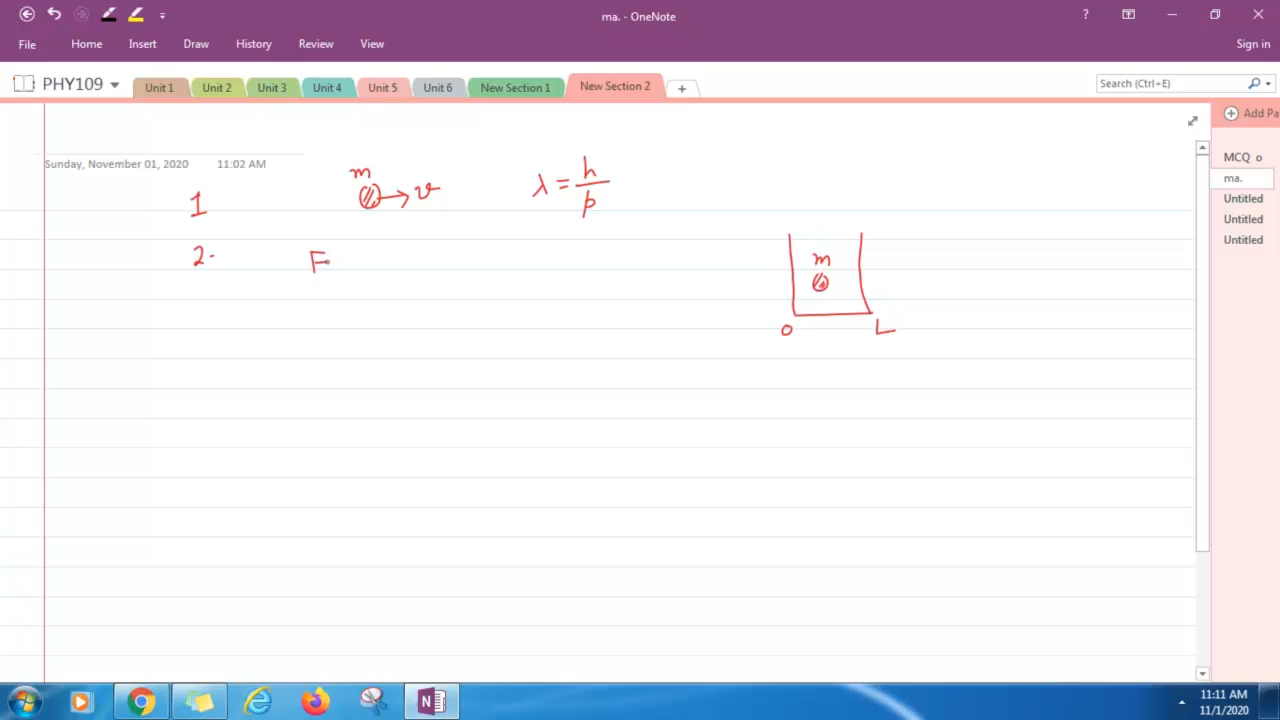 ma. - OneNote
?
File Home Insert Draw History Review View
Sign in
PHY109 Unit 1 Unit 2 Unit 3 Unit 4 Unit 5 Unit 6 New Section 1 New Section 2 +
Search (Ctrl+E)
Add Pa
MCQ o
ma.
Untitled
Untitled
Untitled
Sunday, November 01, 2020 11:02 AM
m
1 v λ = h/p
2. F
m
0 L
11:11 AM
11/1/2020